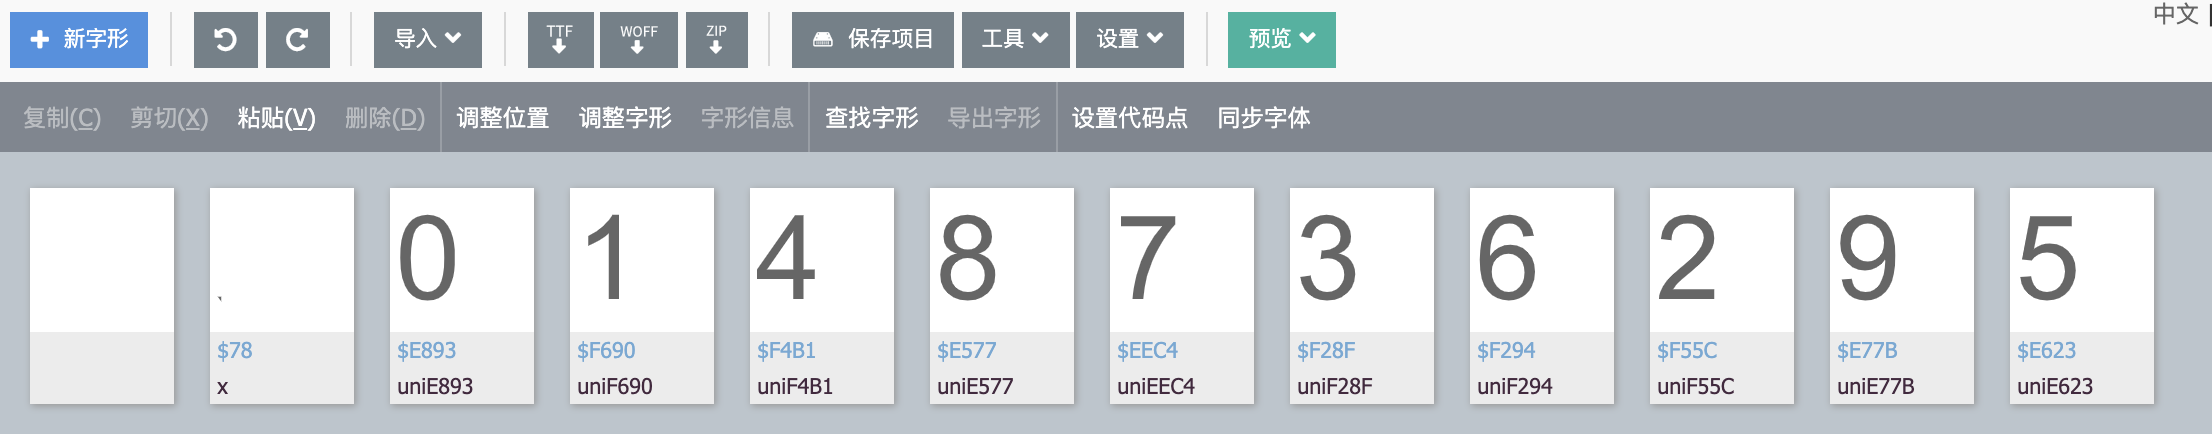 中文
新字形 导入 TTF WOFF ZIP 保存项目 工具 设置 预览
复制(C) 剪切(X) 粘贴(V) 删除(D) 调整位置 调整字形 字形信息 查找字形 导出字形 设置代码点 同步字体
0 1 4 8 7 3 6 2 9 5
$78 $E893 $F690 $F4B1 $E577 $EEC4 $F28F $F294 $F55C $E77B $E623
x uniE893 uniF690 uniF4B1 uniE577 uniEEC4 uniF28F uniF294 uniF55C uniE77B uniE623